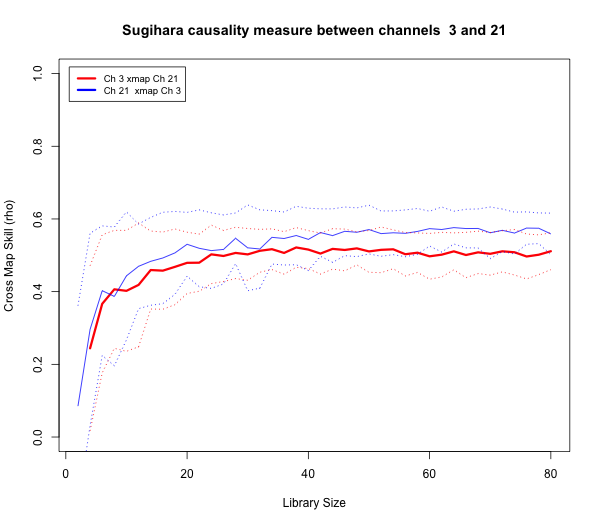 Sugihara causality measure between channels  3 and 21
Ch 3 xmap Ch 21
Ch 21  xmap Ch 3
Cross Map Skill (rho)
1.0
0.8
0.6
0.4
0.2
0.0
0 20 40 60 80
Library Size